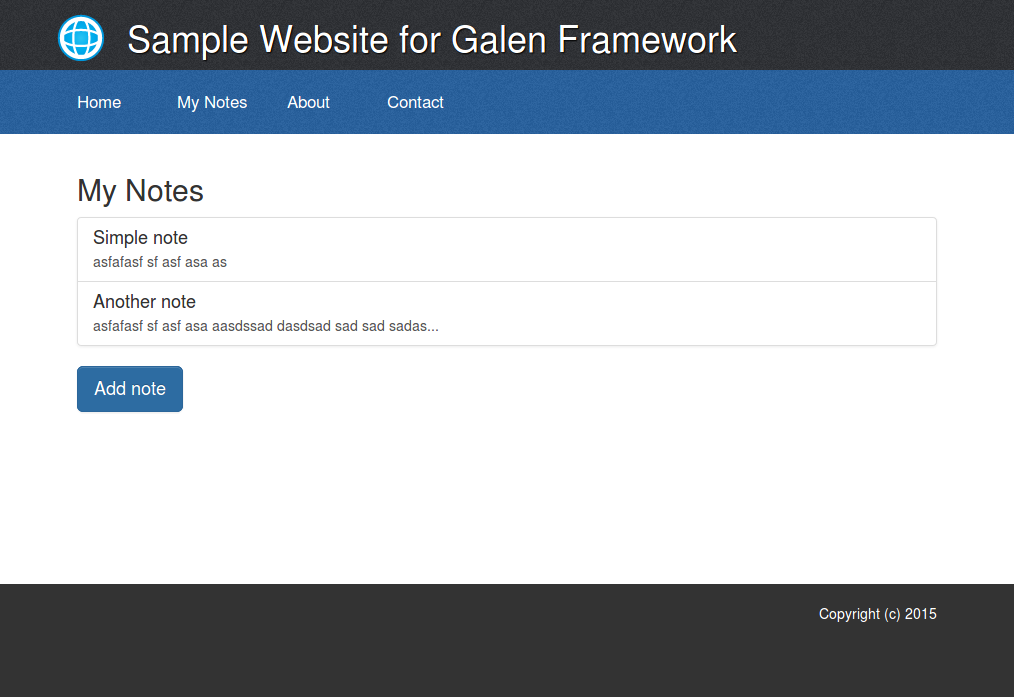 Sample Website for Galen Framework
Home My Notes About Contact
My Notes
Simple note
asfafasf sf asf asa as
Another note
asfafasf sf asf asa aasdssad dasdsad sad sad sadas...
Add note
Copyright (c) 2015